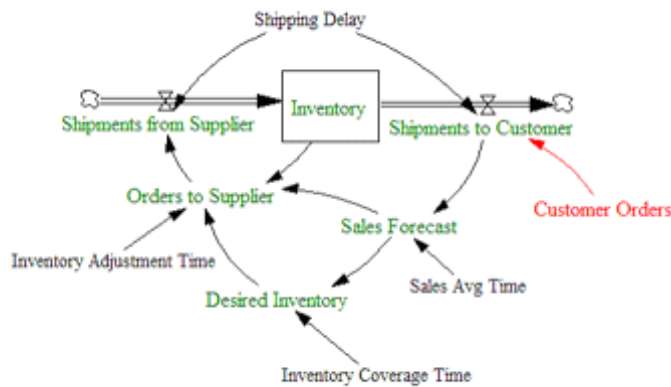 Shipping Delay
Inventory
Shipments from Supplier
Shipments to Customer
Orders to Supplier
Customer Orders
Sales Forecast
Inventory Adjustment Time
Sales Avg Time
Desired Inventory
Inventory Coverage Time